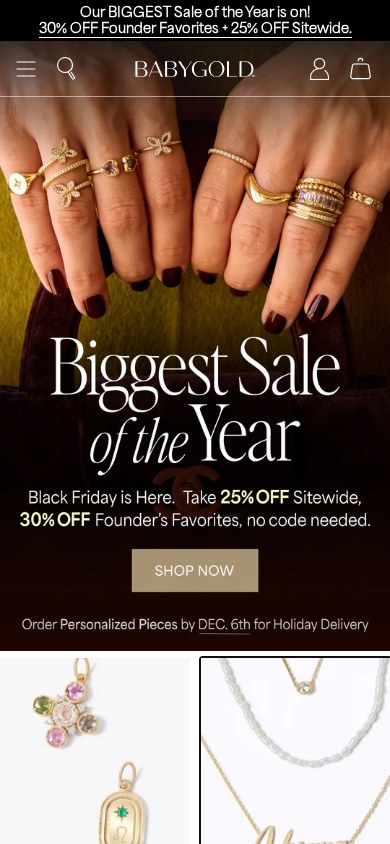 Our BIGGEST Sale of the Year is on!
30% OFF Founder Favorites + 25% OFF Sitewide.
BABYGOLD
Biggest Sale
of the Year
Black Friday is Here. Take 25% OFF Sitewide,
30% OFF Founder's Favorites, no code needed.
SHOP NOW
Order Personalized Pieces by DEC. 6th for Holiday Delivery